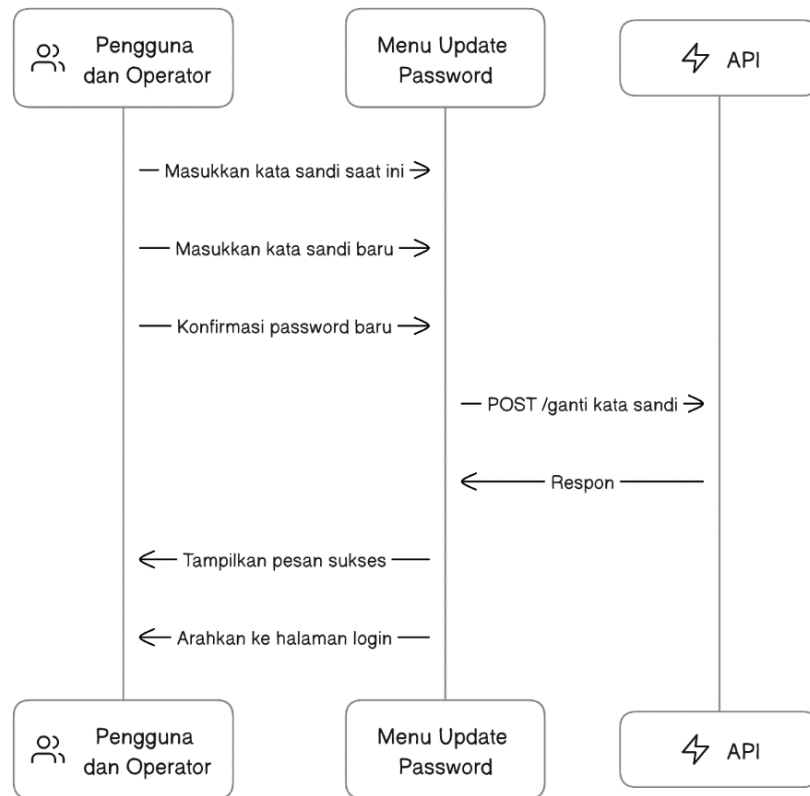 Pengguna
dan Operator
Menu Update
Password
API
Masukkan kata sandi saat ini
Masukkan kata sandi baru
Konfirmasi password baru
POST /ganti kata sandi
Respon
Tampilkan pesan sukses
Arahkan ke halaman login
Pengguna
dan Operator
Menu Update
Password
API